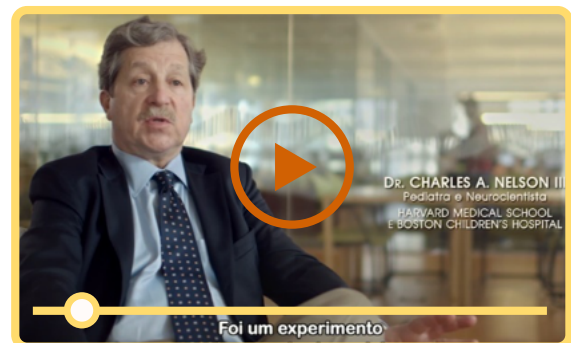 DR. CHARLES A. NELSON III
Pediatra e Neurocientista
HARVARD MEDICAL SCHOOL
E BOSTON CHILDREN'S HOSPITAL
Foi um experimento